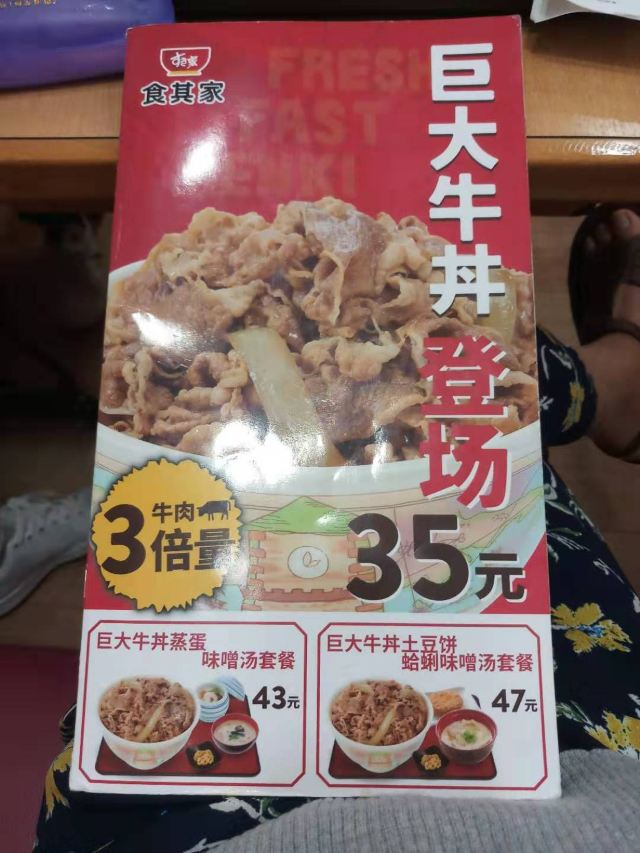 すき家
食其家
FRESH
FAST
巨大牛丼
登场
牛肉
3倍量
35元
巨大牛丼蒸蛋
味噌汤套餐
43元
巨大牛丼土豆饼
蛤蜊味噌汤套餐
47元